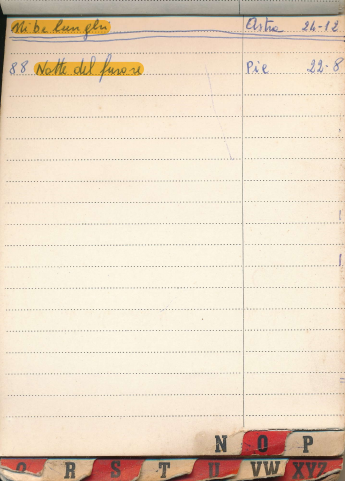 Nibelunghi Astra 24-12
88 Notte del furore Pie 22-8
N O P
Q R S T U VW XYZ